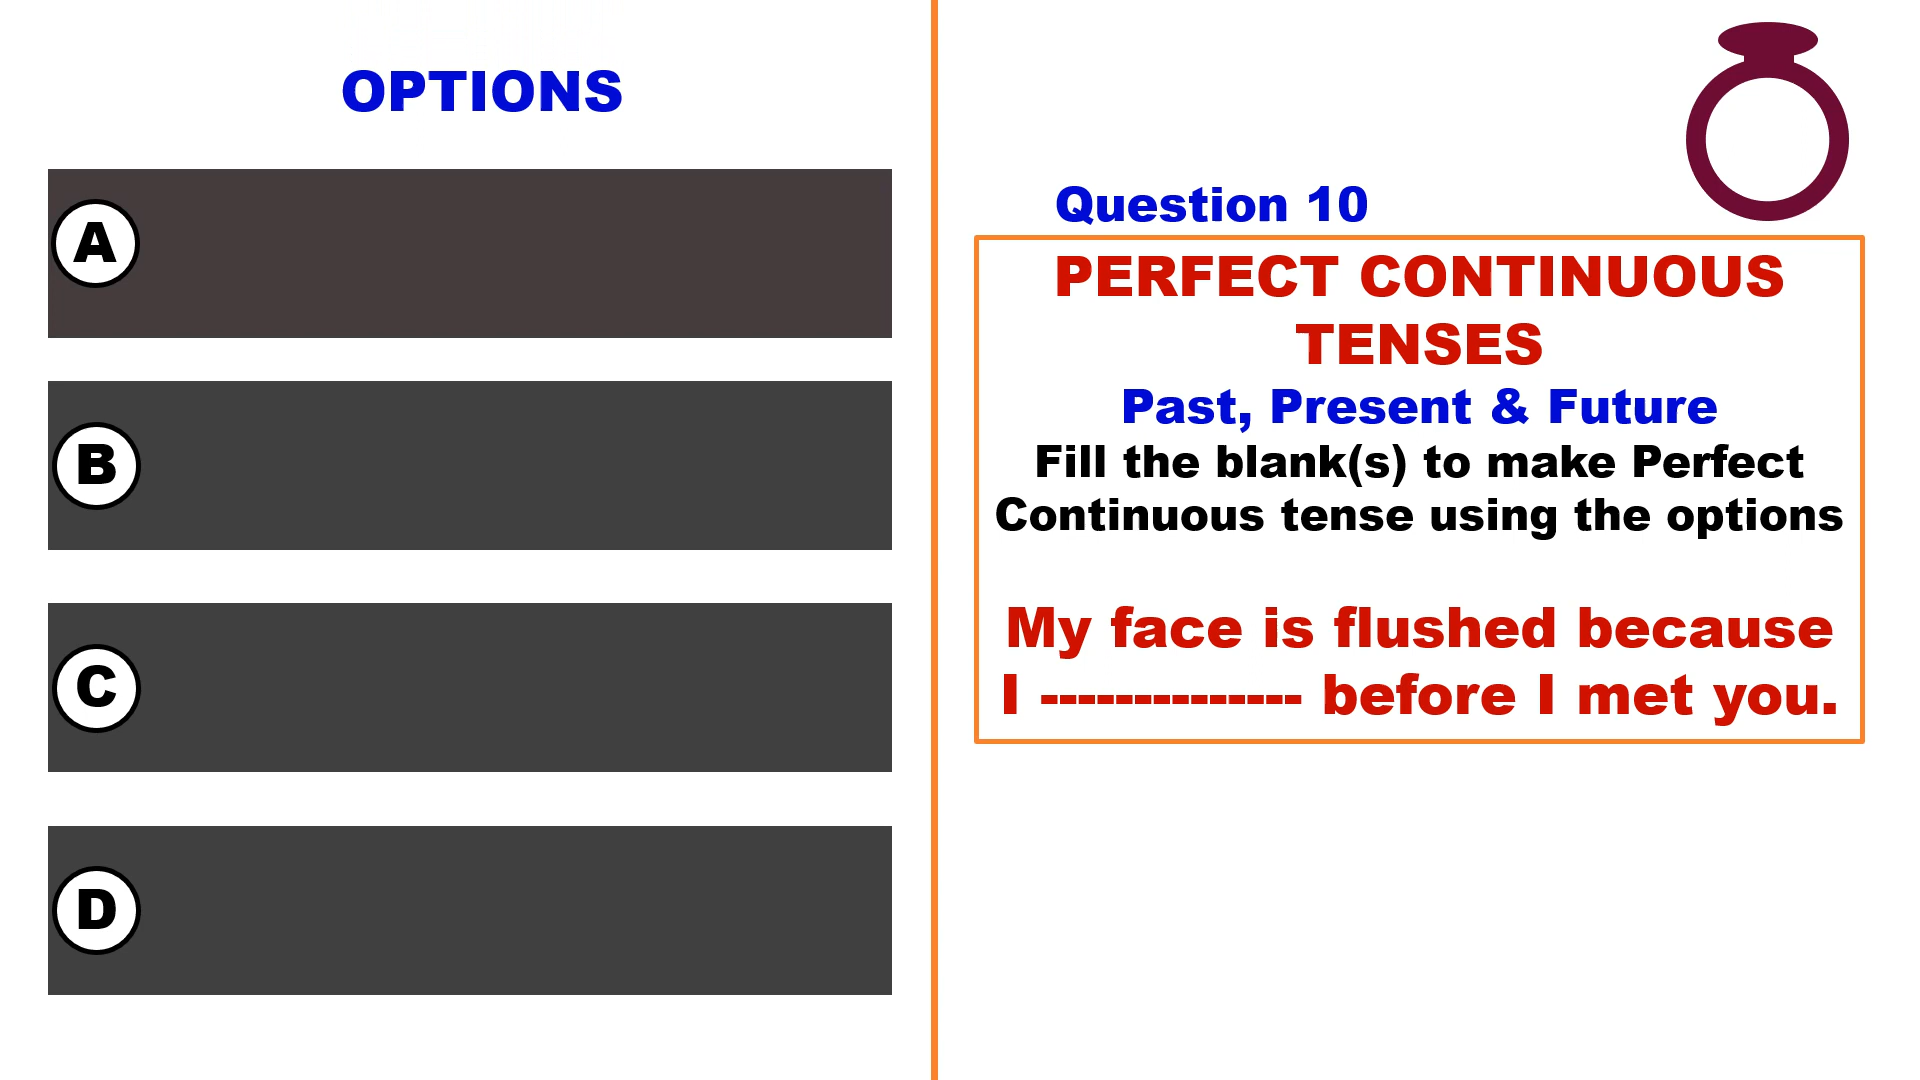 OPTIONS
A
B
C
D
Question 10
PERFECT CONTINUOUS
TENSES
Past, Present & Future
Fill the blank(s) to make Perfect
Continuous tense using the options
My face is flushed because
I -------------- before I met you.